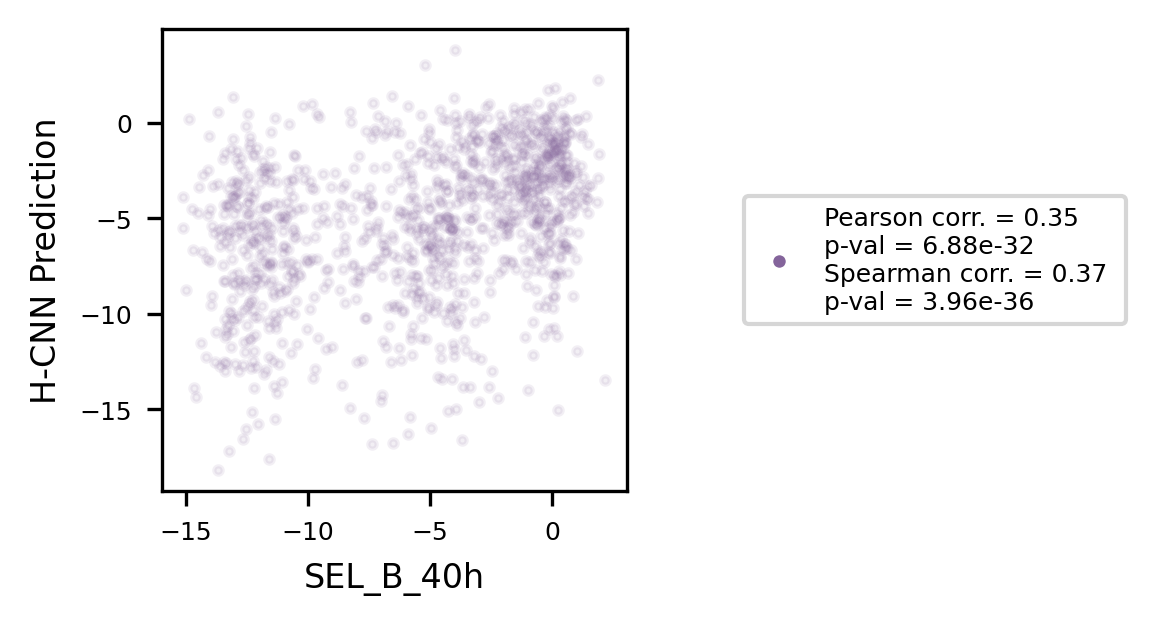 0
−5
−10
−15
H-CNN Prediction
−15
−10
−5
0
SEL_B_40h
Pearson corr. = 0.35
p-val = 6.88e-32
Spearman corr. = 0.37
p-val = 3.96e-36